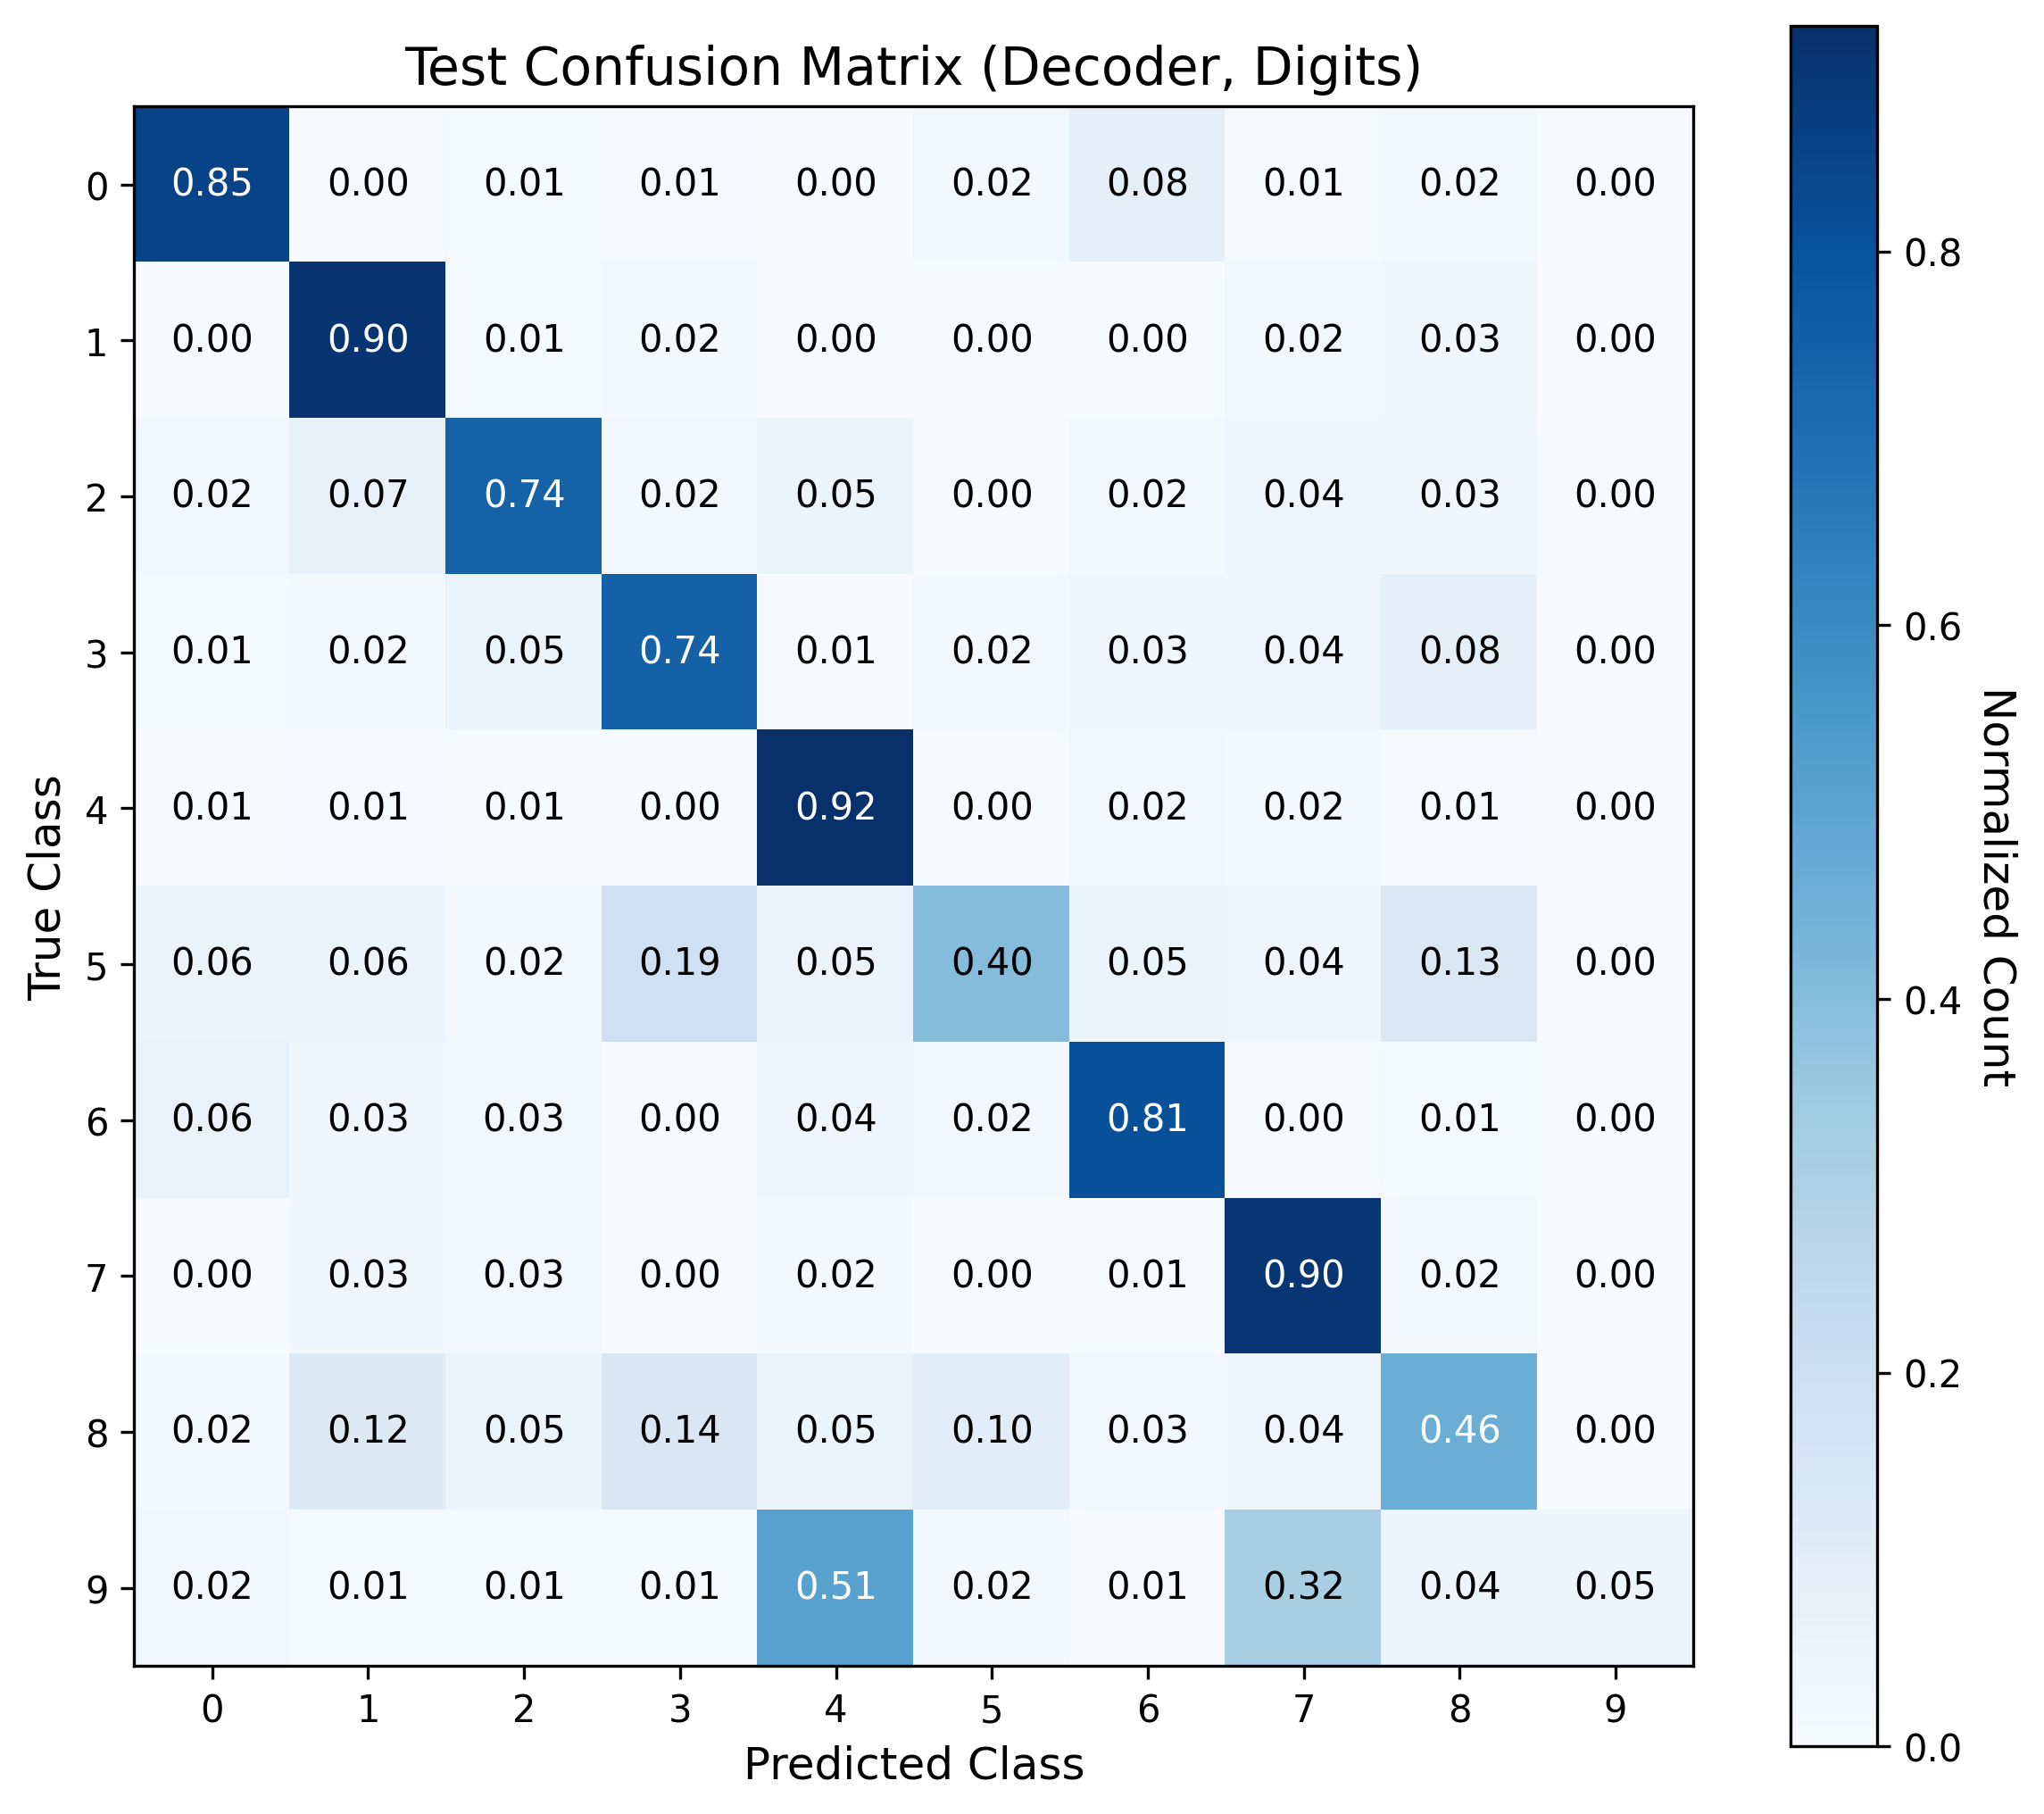 Test Confusion Matrix (Decoder, Digits)
True Class
0 0.85 0.00 0.01 0.01 0.00 0.02 0.08 0.01 0.02 0.00
1 0.00 0.90 0.01 0.02 0.00 0.00 0.00 0.02 0.03 0.00
2 0.02 0.07 0.74 0.02 0.05 0.00 0.02 0.04 0.03 0.00
3 0.01 0.02 0.05 0.74 0.01 0.02 0.03 0.04 0.08 0.00
4 0.01 0.01 0.01 0.00 0.92 0.00 0.02 0.02 0.01 0.00
5 0.06 0.06 0.02 0.19 0.05 0.40 0.05 0.04 0.13 0.00
6 0.06 0.03 0.03 0.00 0.04 0.02 0.81 0.00 0.01 0.00
7 0.00 0.03 0.03 0.00 0.02 0.00 0.01 0.90 0.02 0.00
8 0.02 0.12 0.05 0.14 0.05 0.10 0.03 0.04 0.46 0.00
9 0.02 0.01 0.01 0.01 0.51 0.02 0.01 0.32 0.04 0.05
0 1 2 3 4 5 6 7 8 9
Predicted Class
0.8
0.6
0.4
0.2
0.0
Normalized Count